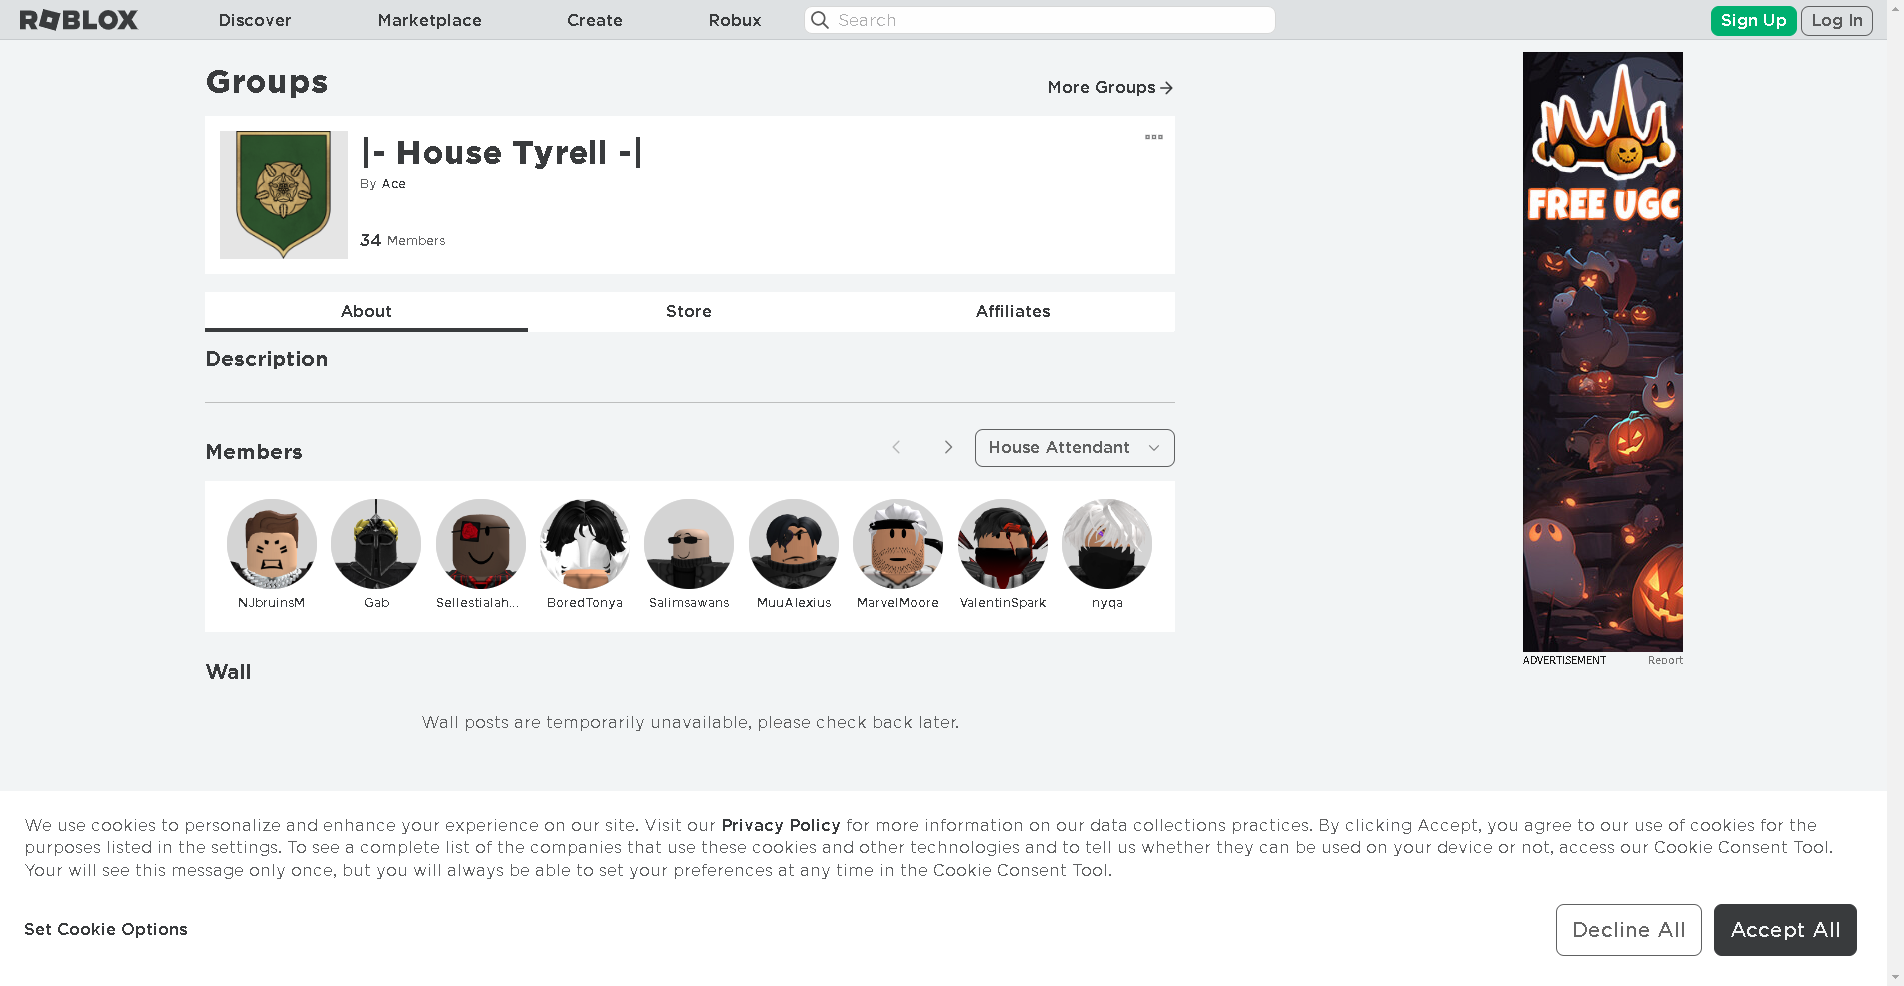 ROBLOX
Discover
Marketplace
Create
Robux
Search
Sign Up
Log In
Groups
More Groups
|- House Tyrell -|
By Ace
34 Members
About
Store
Affiliates
Description
Members
House Attendant
NJbruinsM
Gab
Sellestialah...
BoredTonya
Salimsawans
MuuAlexius
MarvelMoore
ValentinSpark
nyqa
Wall
Wall posts are temporarily unavailable, please check back later.
FREE UGC
ADVERTISEMENT
Report
We use cookies to personalize and enhance your experience on our site. Visit our Privacy Policy for more information on our data collections practices. By clicking Accept, you agree to our use of cookies for the
purposes listed in the settings. To see a complete list of the companies that use these cookies and other technologies and to tell us whether they can be used on your device or not, access our Cookie Consent Tool.
Your will see this message only once, but you will always be able to set your preferences at any time in the Cookie Consent Tool.
Set Cookie Options
Decline All
Accept All